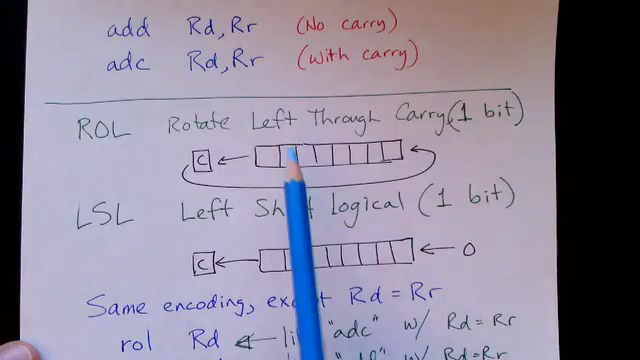 add Rd, Rr (No carry)
adc Rd, Rr (With carry)
ROL Rotate Left Through Carry (1 bit)
C
LSL Left Logical (1 bit)
C 0
Same encoding, except Rd = Rr
rol Rd "adc" w/ Rd = Rr
w/ Rd=Rr